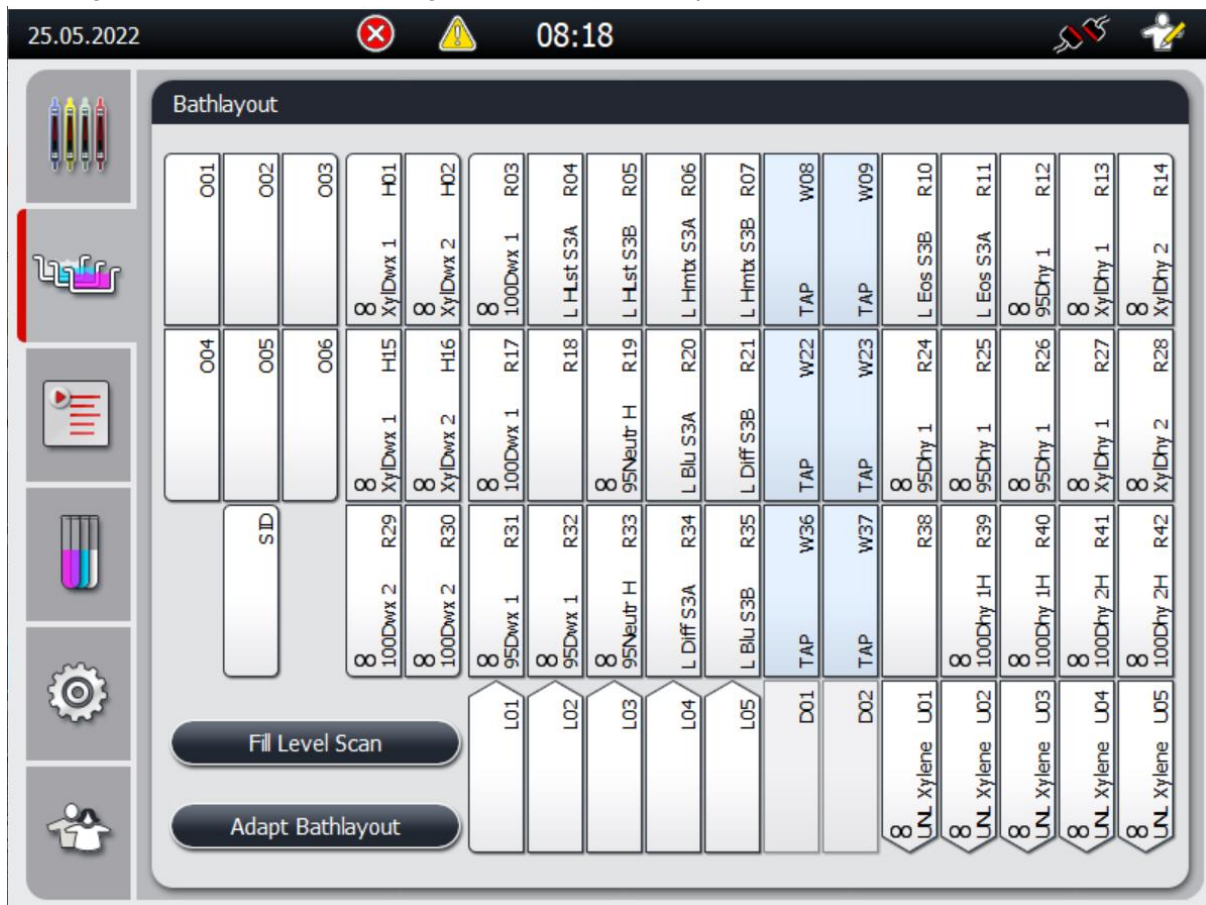 25.05.2022
08:18
Bathlayout
O01
O02
O03
H01
XylDwx 1
H02
XylDwx 2
R03
100Dwx 1
R04
L HLst S3A
R05
L HLst S3B
R06
L Hmtx S3A
R07
L Hmtx S3B
W08
TAP
W09
TAP
R10
L Eos S3B
R11
L Eos S3A
R12
∞
95Dhy 1
R13
∞
XylDhy 1
R14
∞
XylDhy 2
O04
O05
O06
H15
∞
XylDwx 1
H16
∞
XylDwx 2
R17
∞
100Dwx 1
R18
R19
∞
95Neutr H
R20
L Blu S3A
R21
L Diff S3B
W22
TAP
W23
TAP
R24
∞
95Dhy 1
R25
∞
95Dhy 1
R26
∞
95Dhy 1
R27
∞
XylDhy 1
R28
∞
XylDhy 2
SID
R29
∞
100Dwx 2
R30
∞
100Dwx 2
R31
∞
95Dwx 1
R32
∞
95Dwx 1
R33
∞
95Neutr H
R34
L Diff S3A
R35
L Blu S3B
W36
TAP
W37
TAP
R38
R39
∞
100Dhy 1H
R40
∞
100Dhy 1H
R41
∞
100Dhy 2H
R42
∞
100Dhy 2H
L01
L02
L03
L04
L05
D01
D02
U01
∞
UNL Xylene
U02
∞
UNL Xylene
U03
∞
UNL Xylene
U04
∞
UNL Xylene
U05
∞
UNL Xylene
Fill Level Scan
Adapt Bathlayout